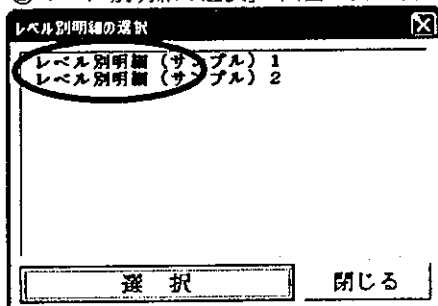 レベル別明細の選択
レベル別明細（サンプル）1
レベル別明細（サンプル）2
選 択
閉じる